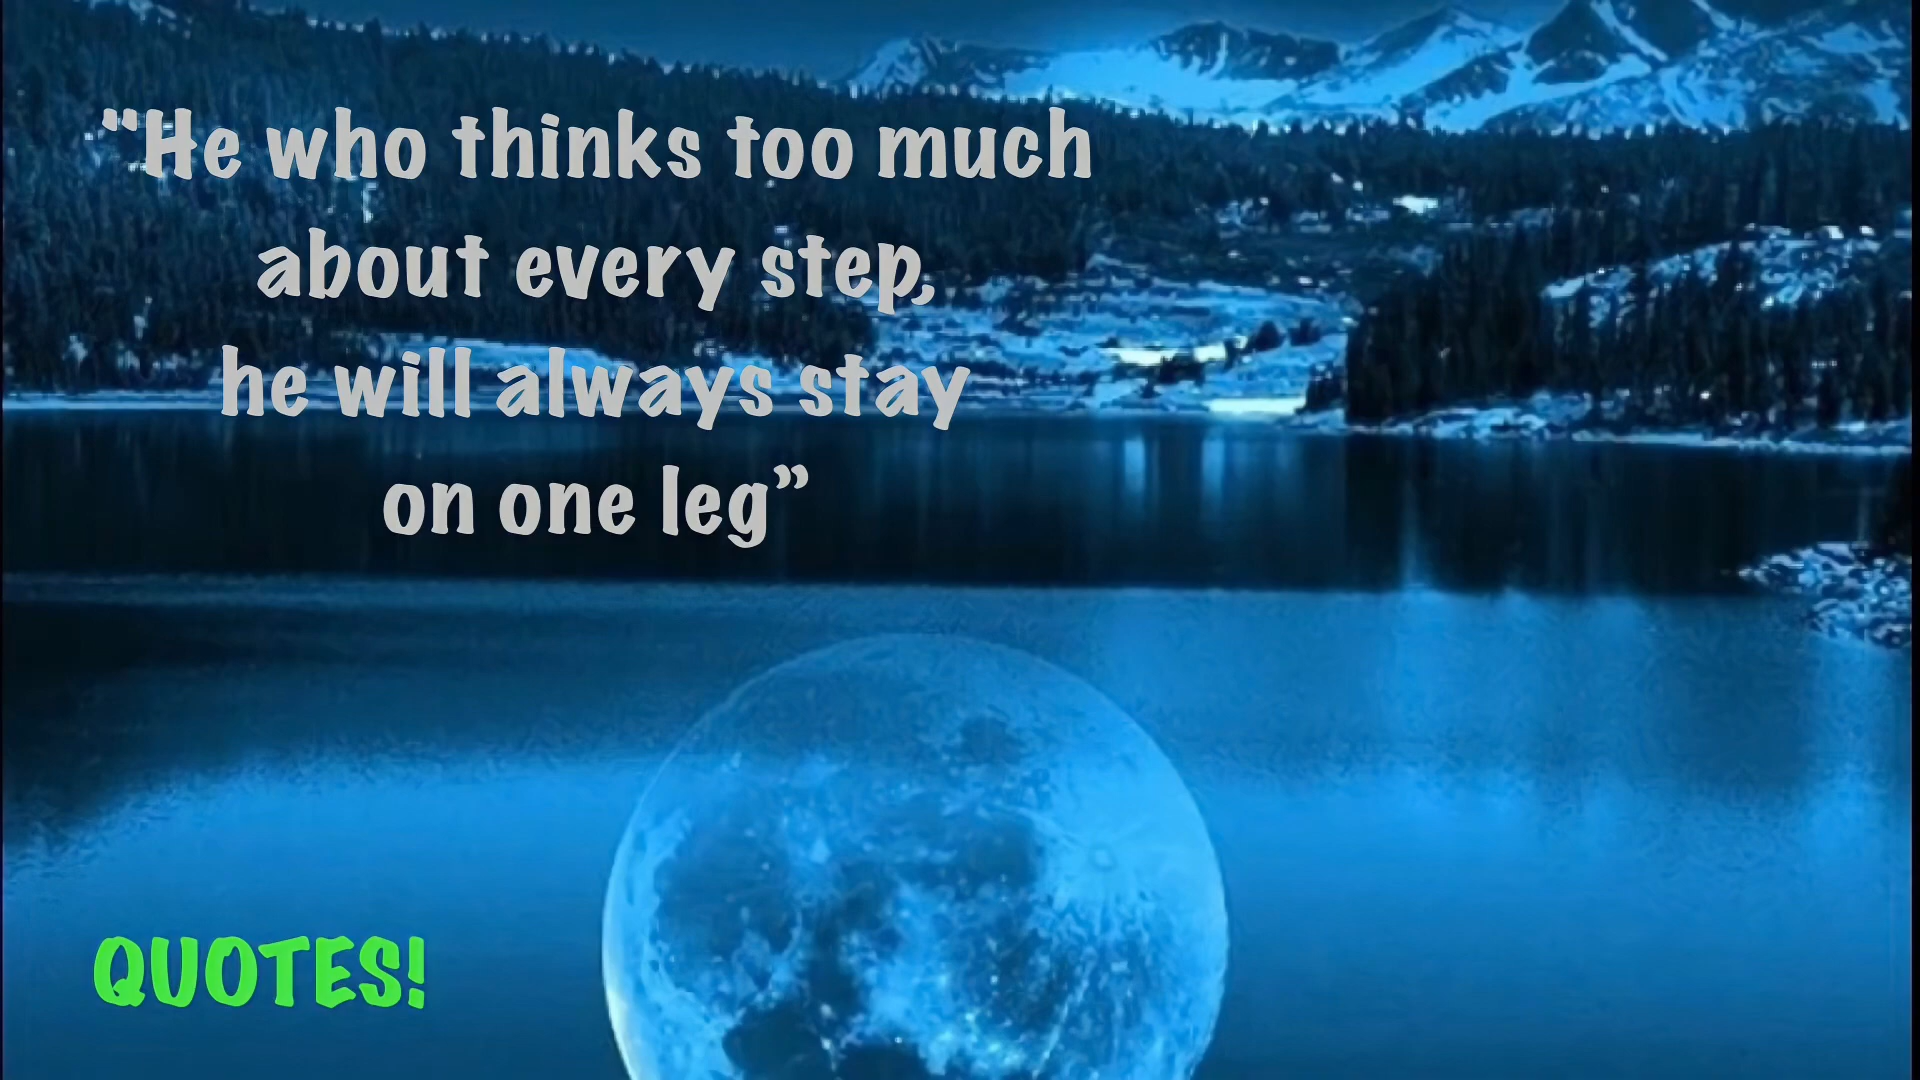 “He who thinks too much
about every step,
he will always stay
on one leg”
QUOTES!